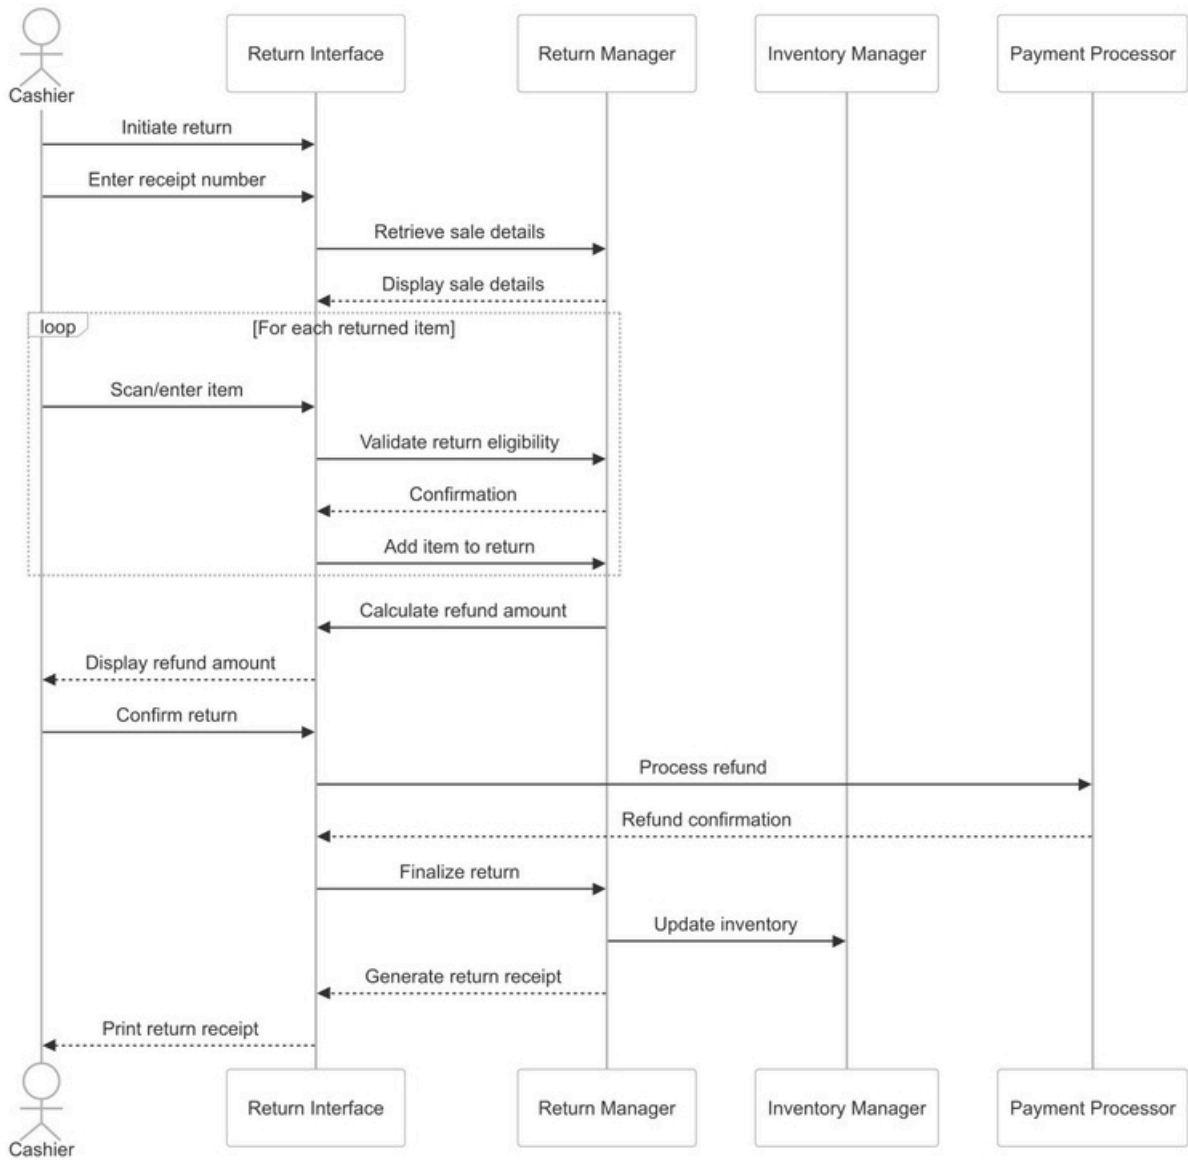 Cashier
Return Interface
Return Manager
Inventory Manager
Payment Processor
Initiate return
Enter receipt number
Retrieve sale details
Display sale details
loop
[For each returned item]
Scan/enter item
Validate return eligibility
Confirmation
Add item to return
Calculate refund amount
Display refund amount
Confirm return
Process refund
Refund confirmation
Finalize return
Update inventory
Generate return receipt
Print return receipt
Cashier
Return Interface
Return Manager
Inventory Manager
Payment Processor